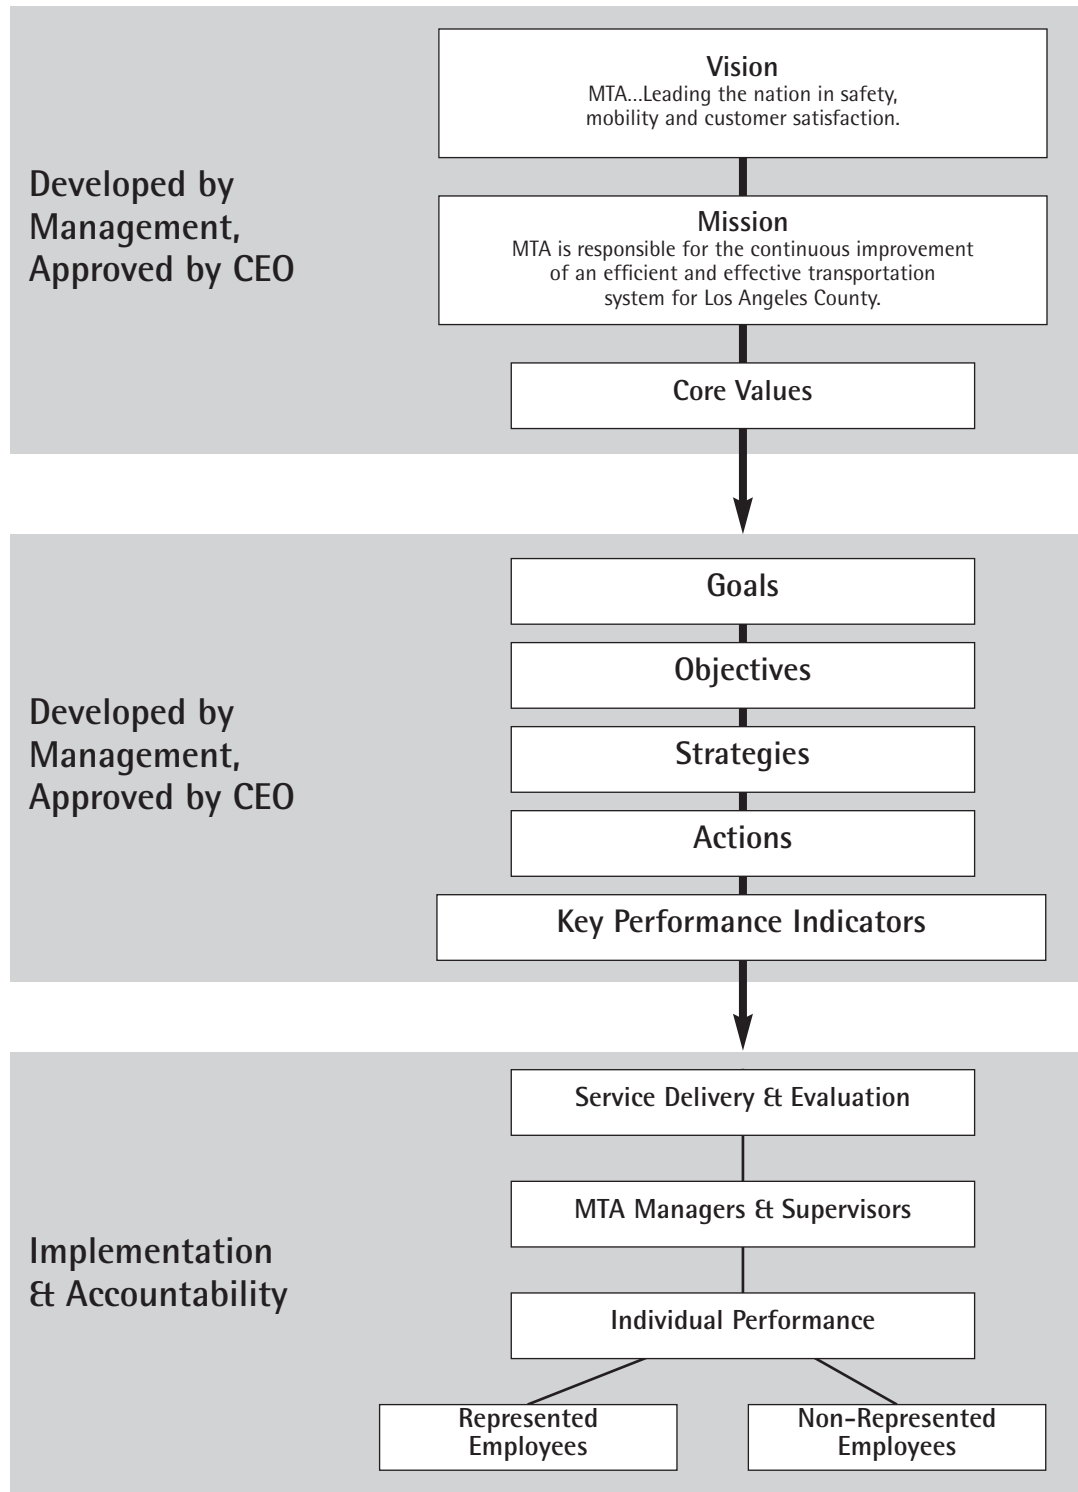 Vision
MTA...Leading the nation in safety,
mobility and customer satisfaction.
Developed by
Management,
Approved by CEO
Mission
MTA is responsible for the continuous improvement
of an efficient and effective transportation
system for Los Angeles County.
Core Values
Goals
Objectives
Developed by
Management,
Approved by CEO
Strategies
Actions
Key Performance Indicators
Service Delivery & Evaluation
MTA Managers & Supervisors
Implementation
& Accountability
Individual Performance
Represented
Employees
Non-Represented
Employees